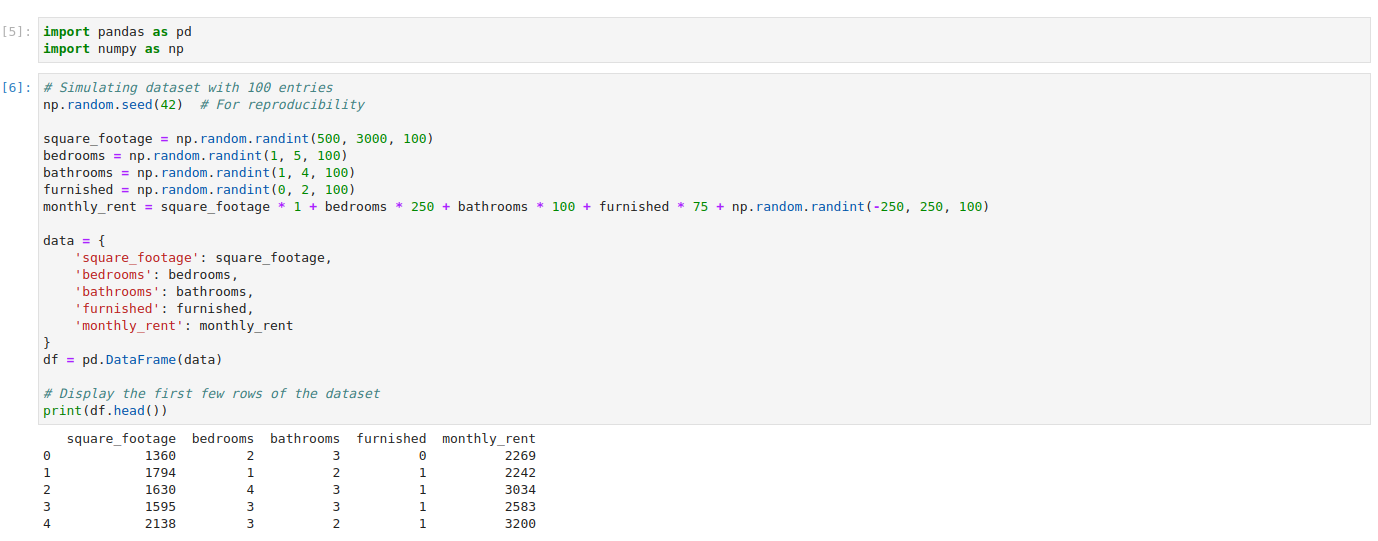 [5]: import pandas as pd
import numpy as np
[6]: # Simulating dataset with 100 entries
np.random.seed(42)  # For reproducibility
square_footage = np.random.randint(500, 3000, 100)
bedrooms = np.random.randint(1, 5, 100)
bathrooms = np.random.randint(1, 4, 100)
furnished = np.random.randint(0, 2, 100)
monthly_rent = square_footage * 1 + bedrooms * 250 + bathrooms * 100 + furnished * 75 + np.random.randint(-250, 250, 100)
data = {
    'square_footage': square_footage,
    'bedrooms': bedrooms,
    'bathrooms': bathrooms,
    'furnished': furnished,
    'monthly_rent': monthly_rent
}
df = pd.DataFrame(data)
# Display the first few rows of the dataset
print(df.head())
   square_footage  bedrooms  bathrooms  furnished  monthly_rent
0            1360         2          3          0          2269
1            1794         1          2          1          2242
2            1630         4          3          1          3034
3            1595         3          3          1          2583
4            2138         3          2          1          3200